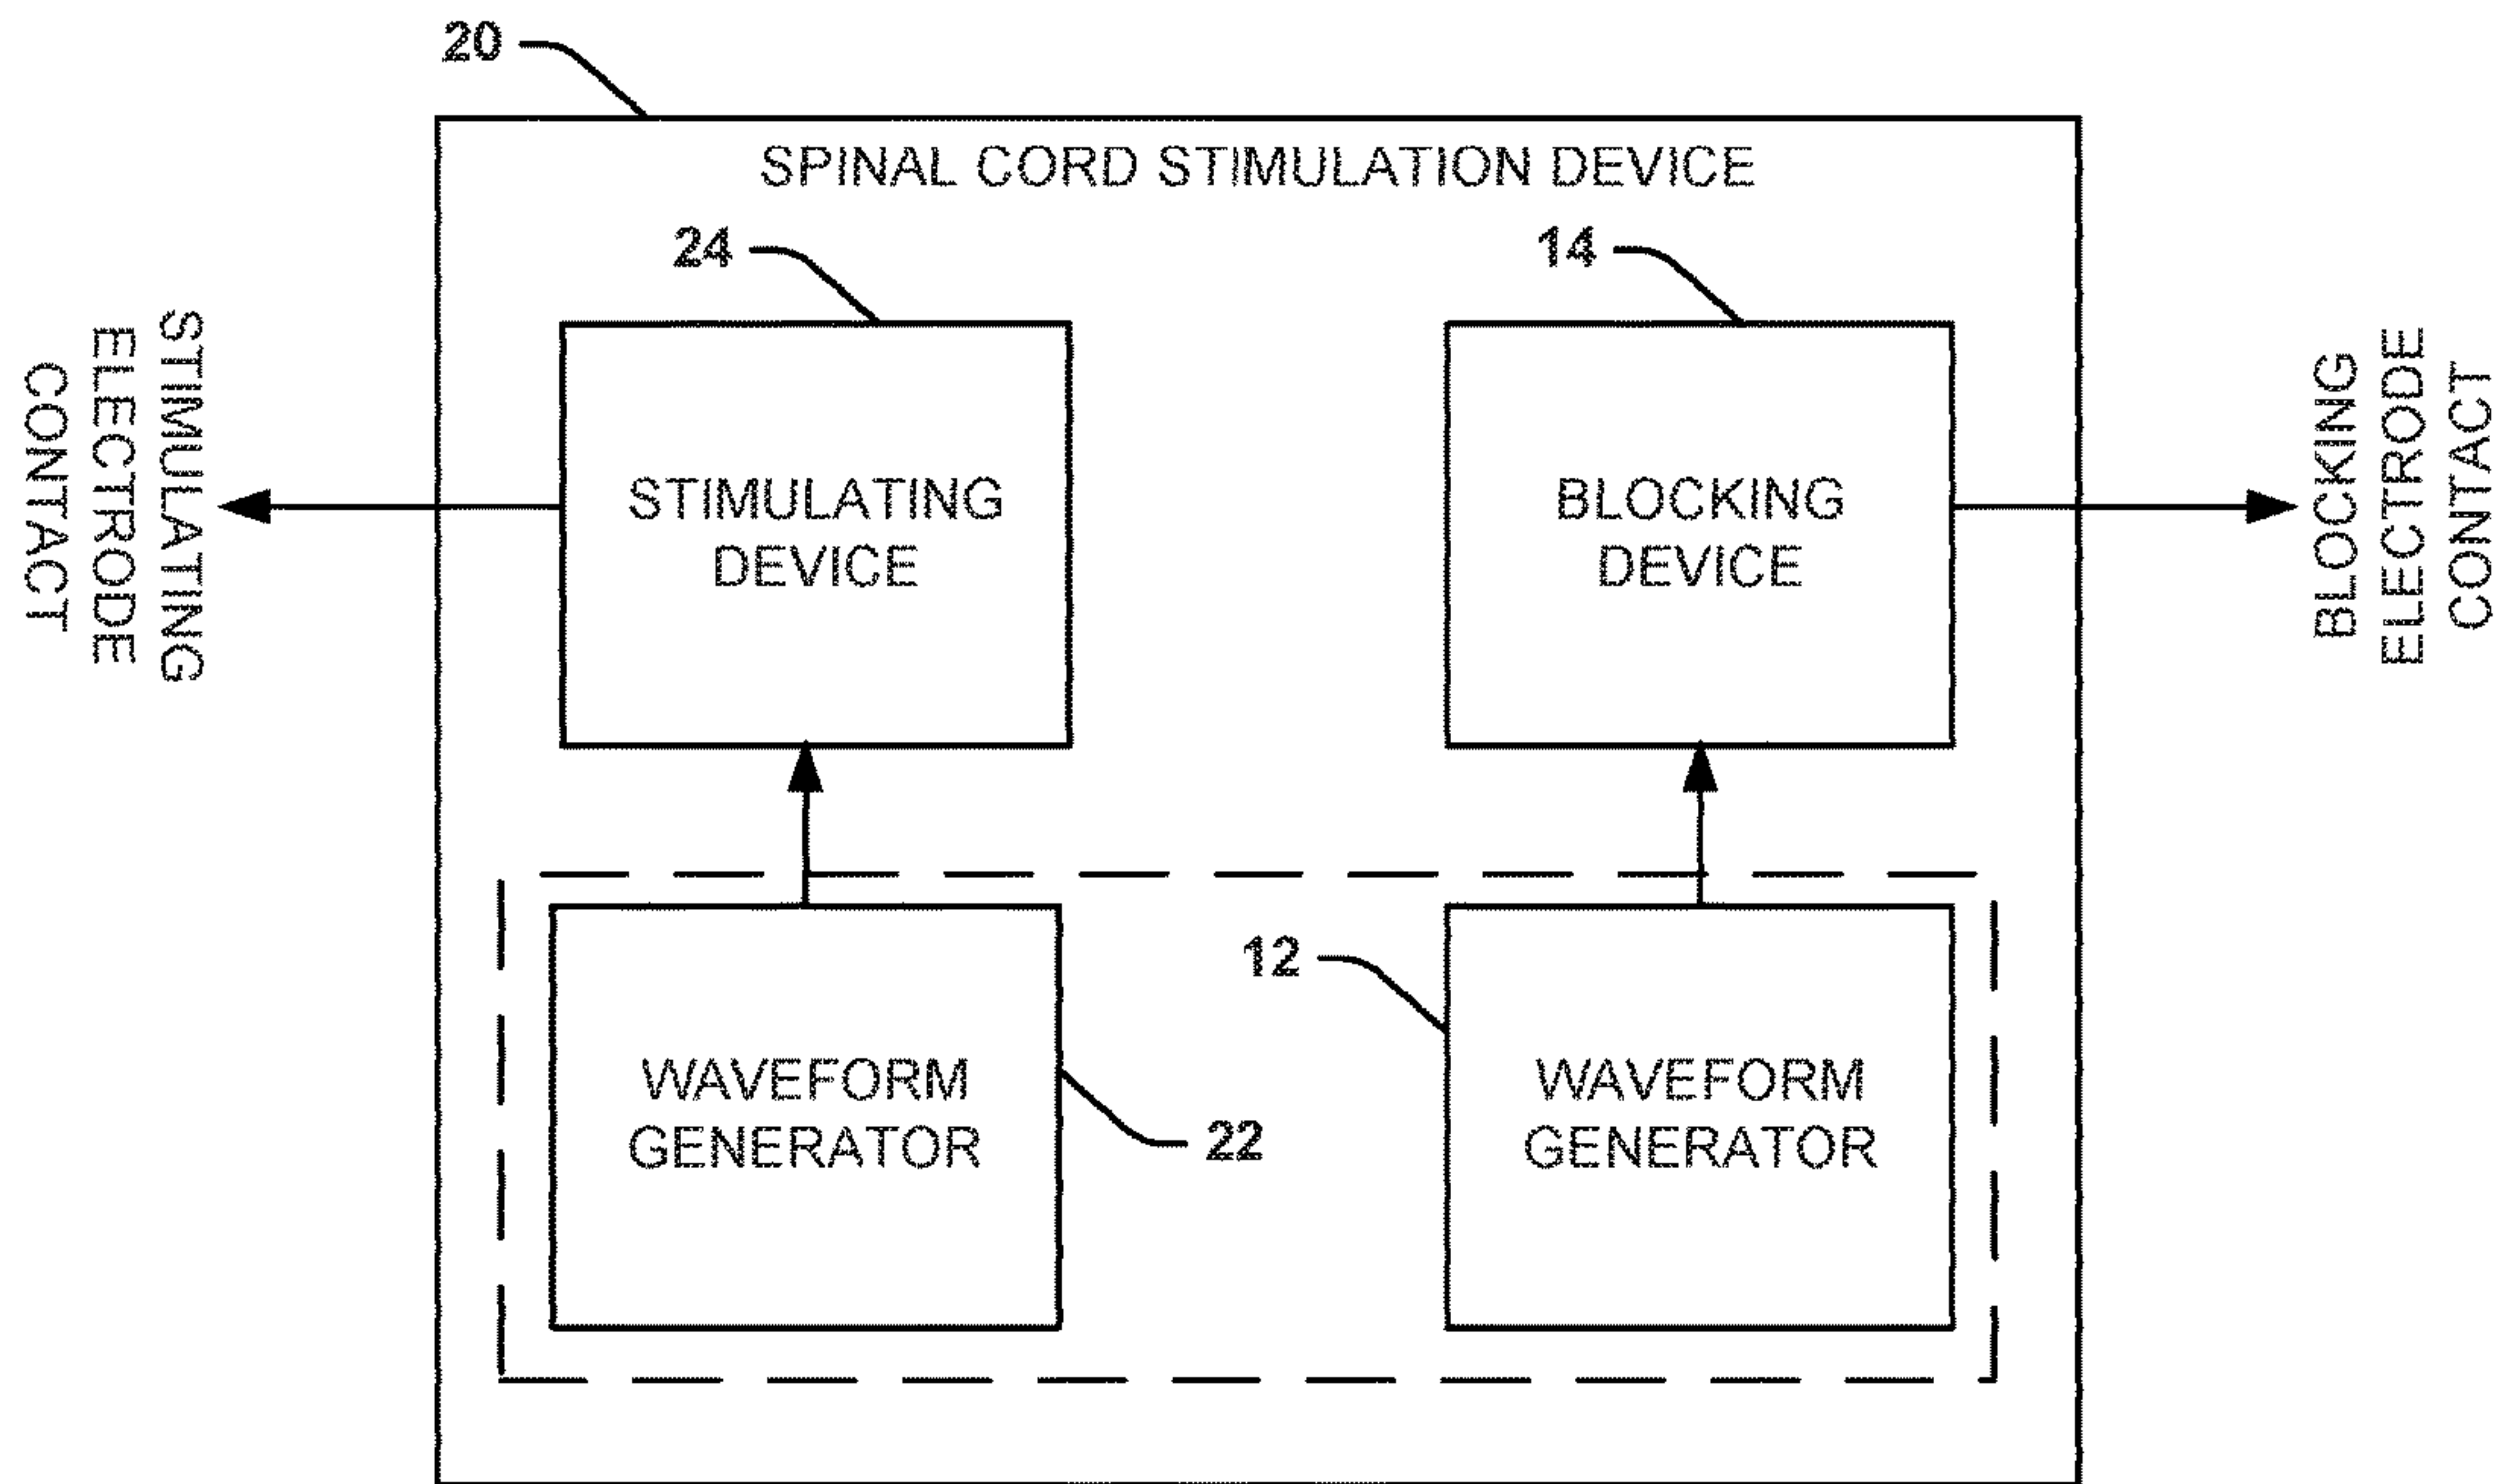 20
SPINAL CORD STIMULATION DEVICE
24
14
STIMULATING
ELECTRODE
CONTACT
STIMULATING
DEVICE
BLOCKING
DEVICE
BLOCKING
ELECTRODE
CONTACT
12
WAVEFORM
GENERATOR
22
WAVEFORM
GENERATOR